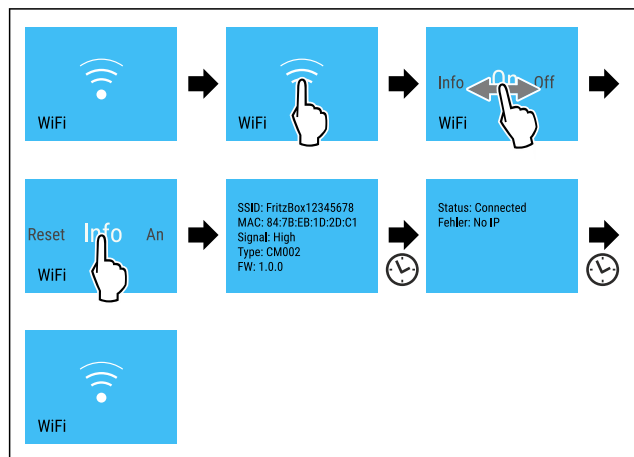 WiFi
WiFi
Info On Off
WiFi
Reset Info An
WiFi
SSID: FritzBox12345678
MAC: 84:7B:EB:1D:2D:C1
Signal: High
Type: CM002
FW: 1.0.0
Status: Connected
Fehler: No IP
WiFi